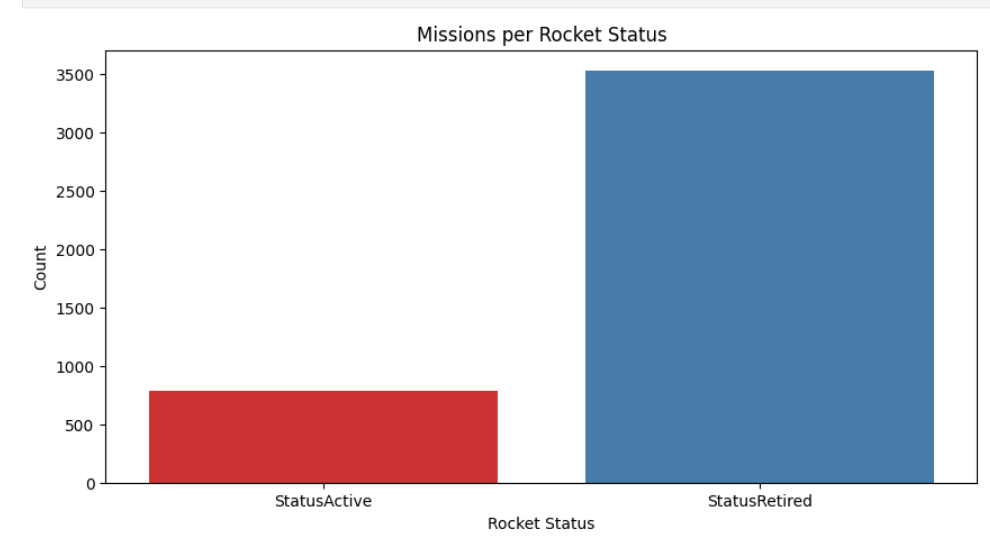 Missions per Rocket Status
3500
3000
2500
2000
1500
1000
500
0
Count
StatusActive StatusRetired
Rocket Status